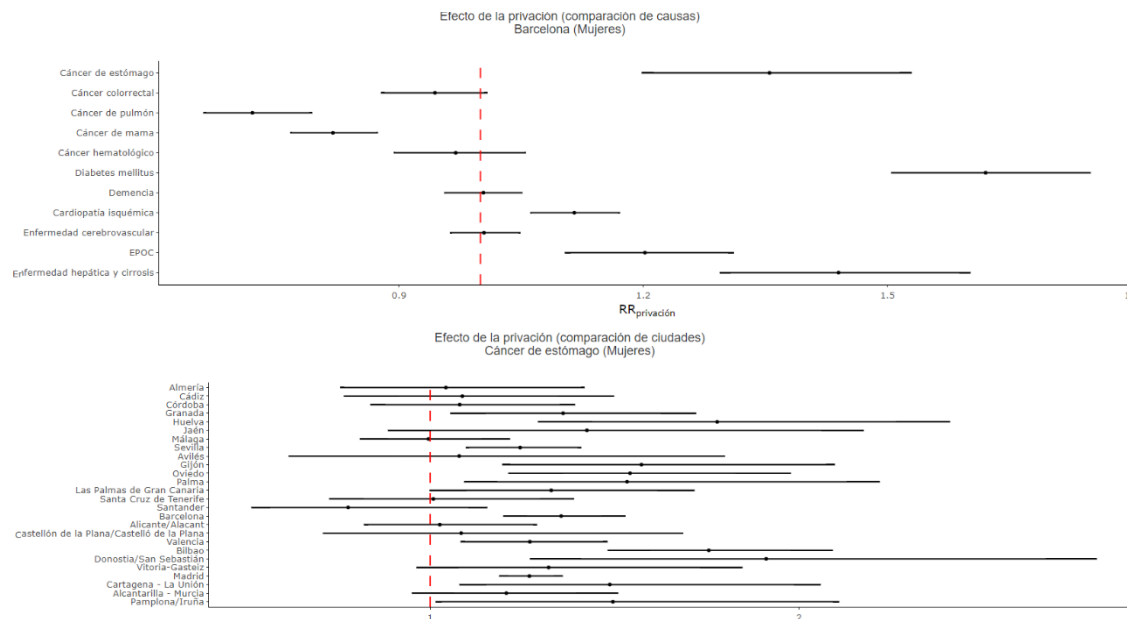 Efecto de la privación (comparación de causas)
Barcelona (Mujeres)
Cáncer de estómago
Cáncer colorrectal
Cáncer de pulmón
Cáncer de mama
Cáncer hematológico
Diabetes mellitus
Demencia
Cardiopatía isquémica
Enfermedad cerebrovascular
EPOC
Enfermedad hepática y cirrosis
0.9 1.2 1.5 1
RRprivación
Efecto de la privación (comparación de ciudades)
Cáncer de estómago (Mujeres)
Almería
Cádiz
Córdoba
Granada
Huelva
Jaén
Málaga
Sevilla
Avilés
Gijón
Oviedo
Palma
Las Palmas de Gran Canaria
Santa Cruz de Tenerife
Santander
Barcelona
Alicante/Alacant
Castellón de la Plana/Castelló de la Plana
Valencia
Bilbao
Donostia/San Sebastián
Vitoria-Gasteiz
Madrid
Cartagena - La Unión
Alcantarilla - Murcia
Pamplona/Iruña
1 2